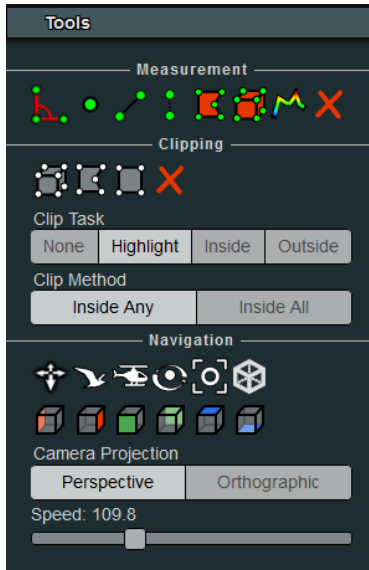 Tools
Measurement
Clipping
Clip Task
None Highlight Inside Outside
Clip Method
Inside Any Inside All
Navigation
Camera Projection
Perspective Orthographic
Speed: 109.8